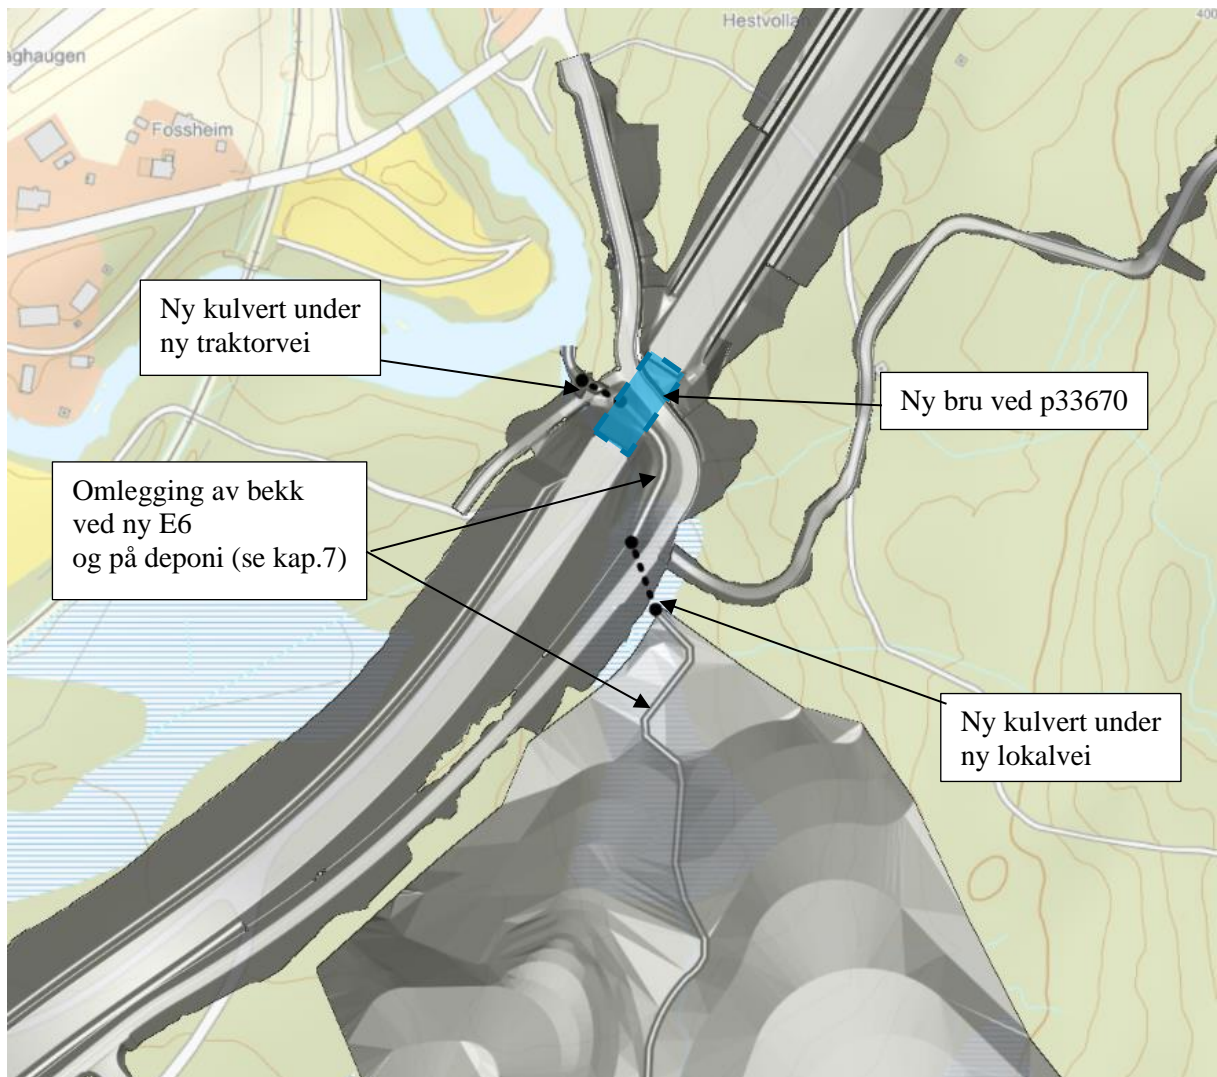 Hestvollan
400
aghaugen
Fossheim
Ny kulvert under
ny traktorvei
Ny bru ved p33670
Omlegging av bekk
ved ny E6
og på deponi (se kap.7)
Ny kulvert under
ny lokalvei